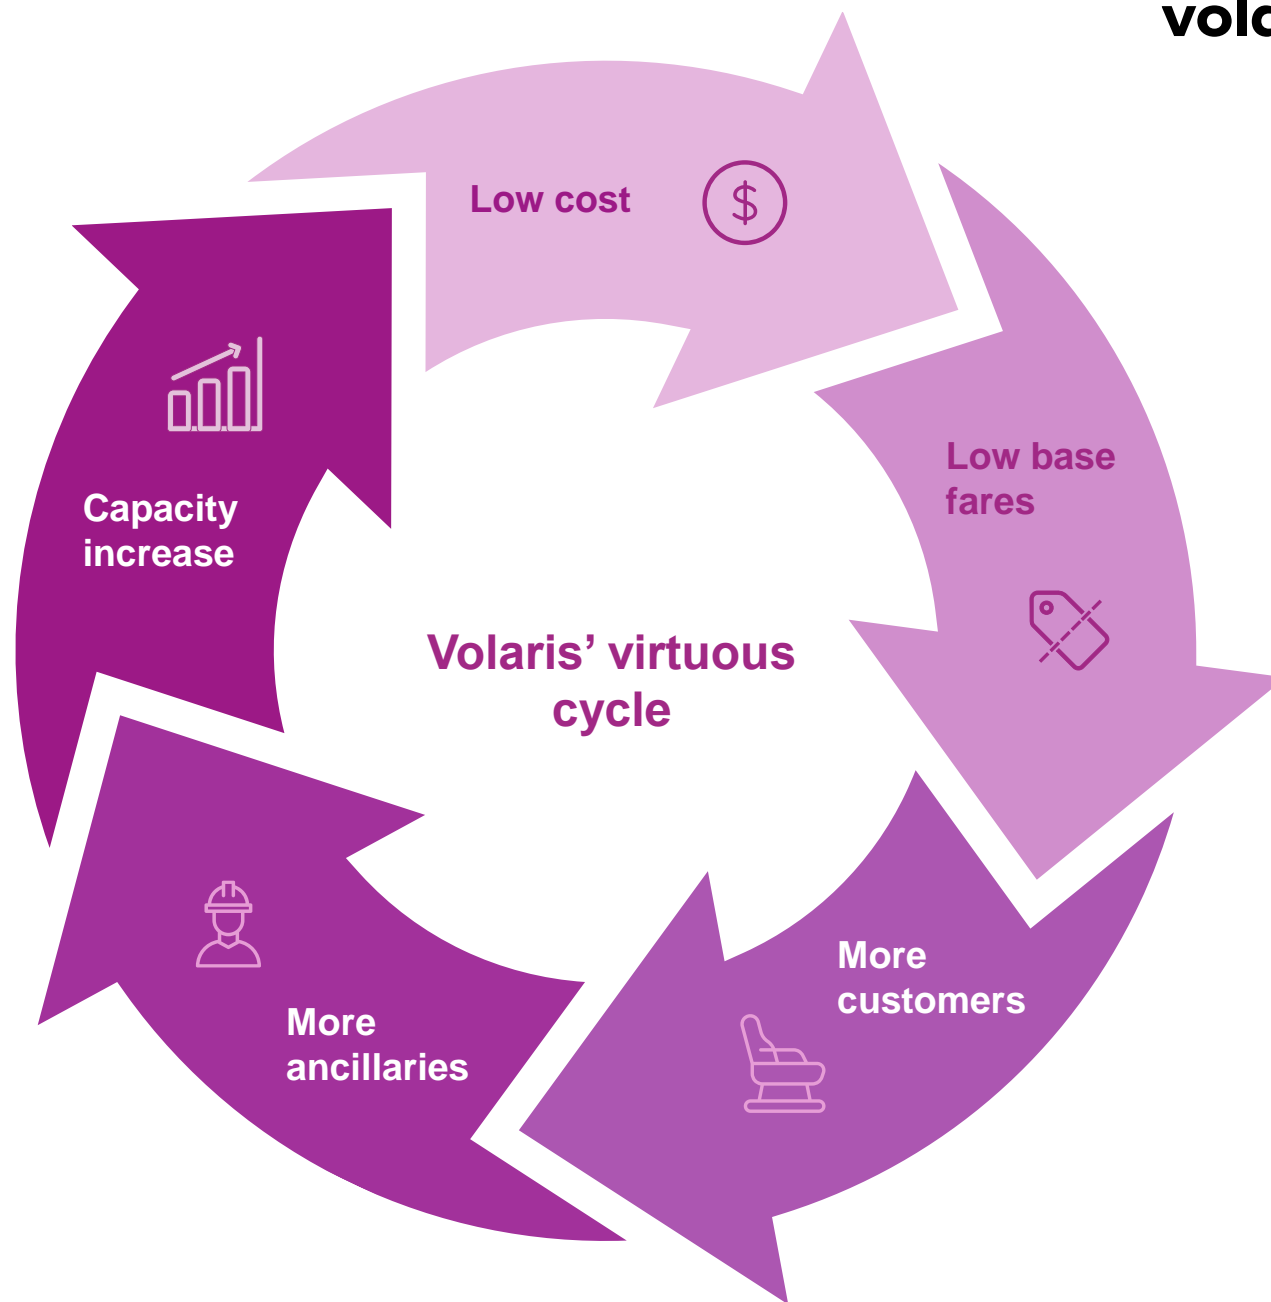 Low cost
$
Low base
fares
Capacity
increase
Volaris’ virtuous
cycle
More
customers
More
ancillaries